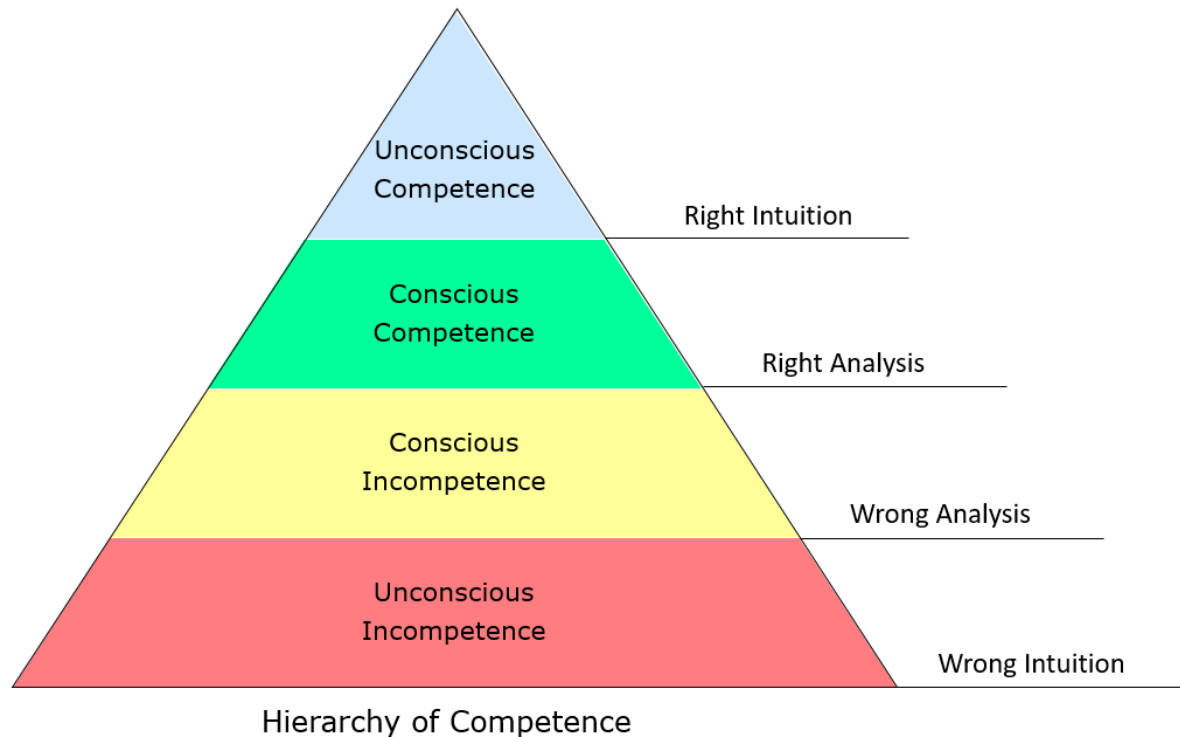 Unconscious
Competence
Right Intuition
Conscious
Competence
Right Analysis
Conscious
Incompetence
Wrong Analysis
Unconscious
Incompetence
Wrong Intuition
Hierarchy of Competence